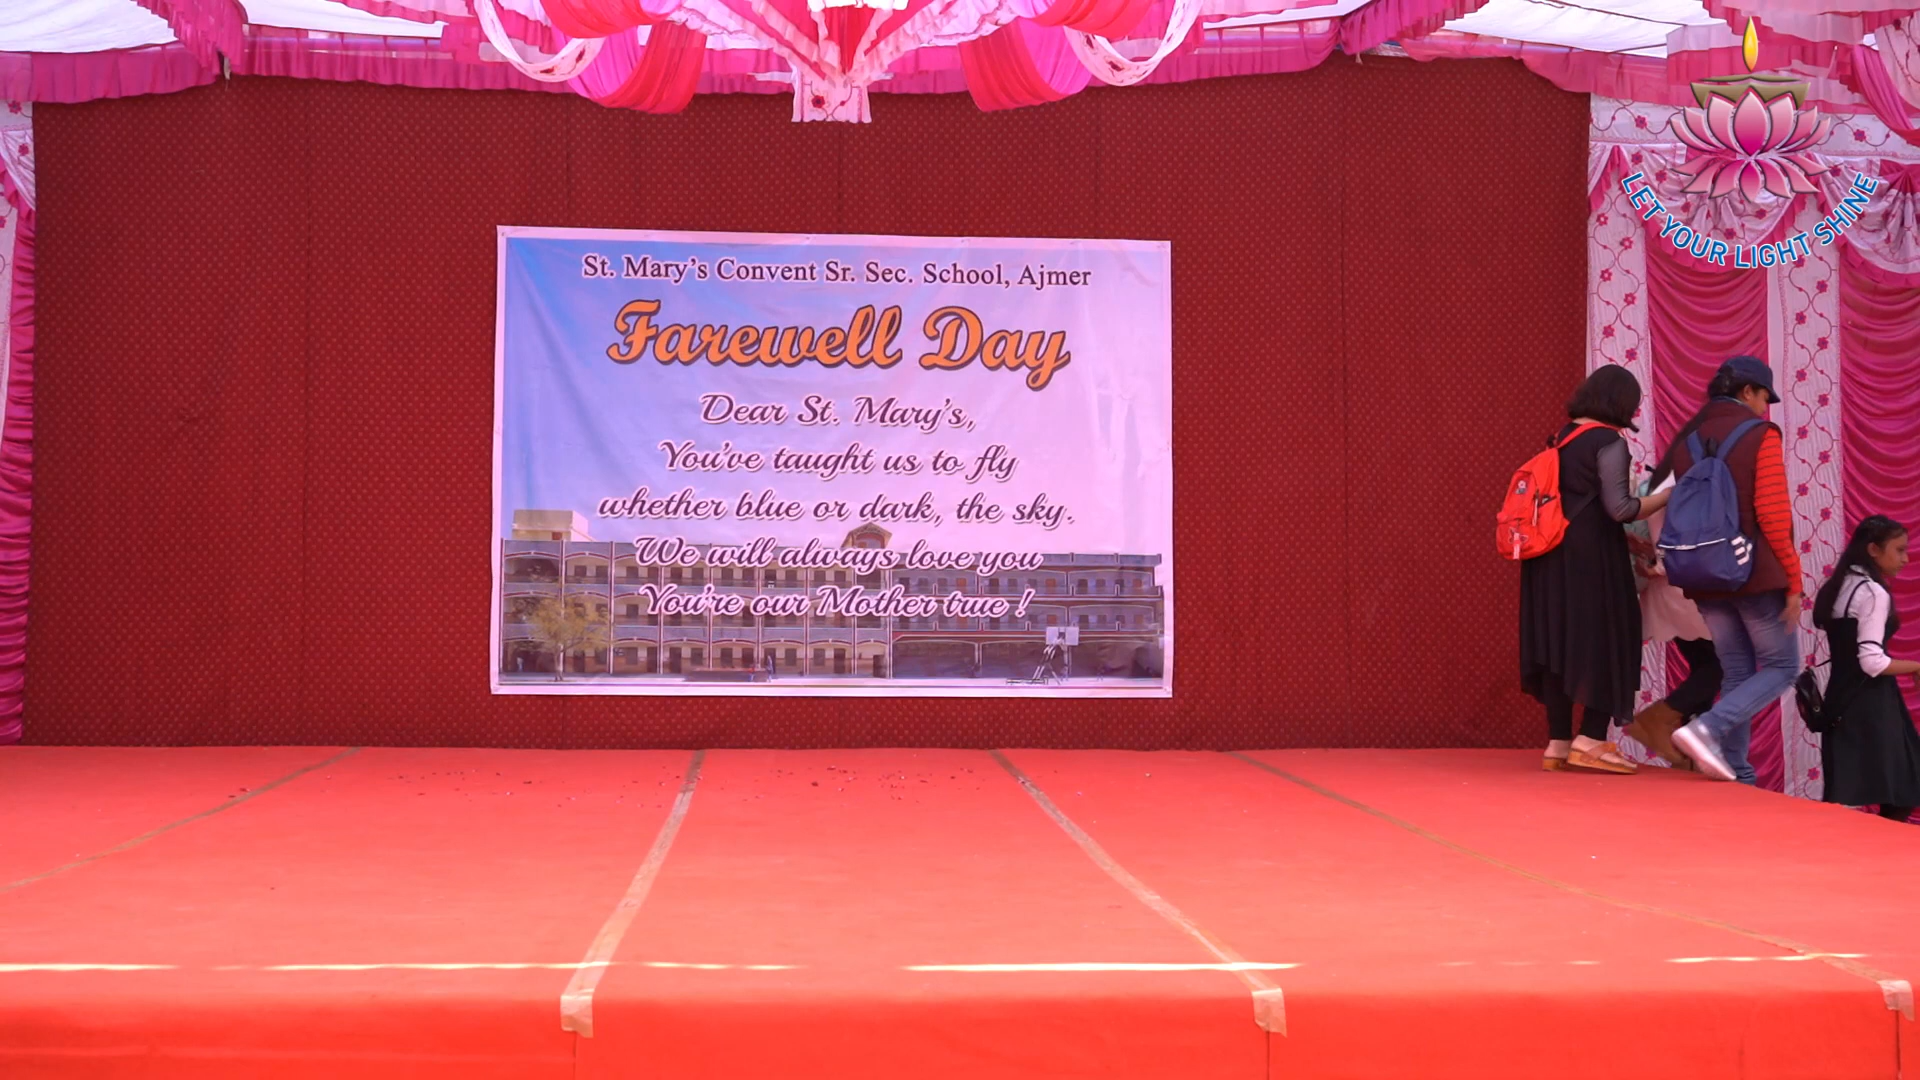 St. Mary's Convent Sr. Sec. School, Ajmer
Farewell Day
Dear St. Mary's,
You've taught us to fly
whether blue or dark, the sky.
We will always love you
You're our Mother true !
LET YOUR LIGHT SHINE